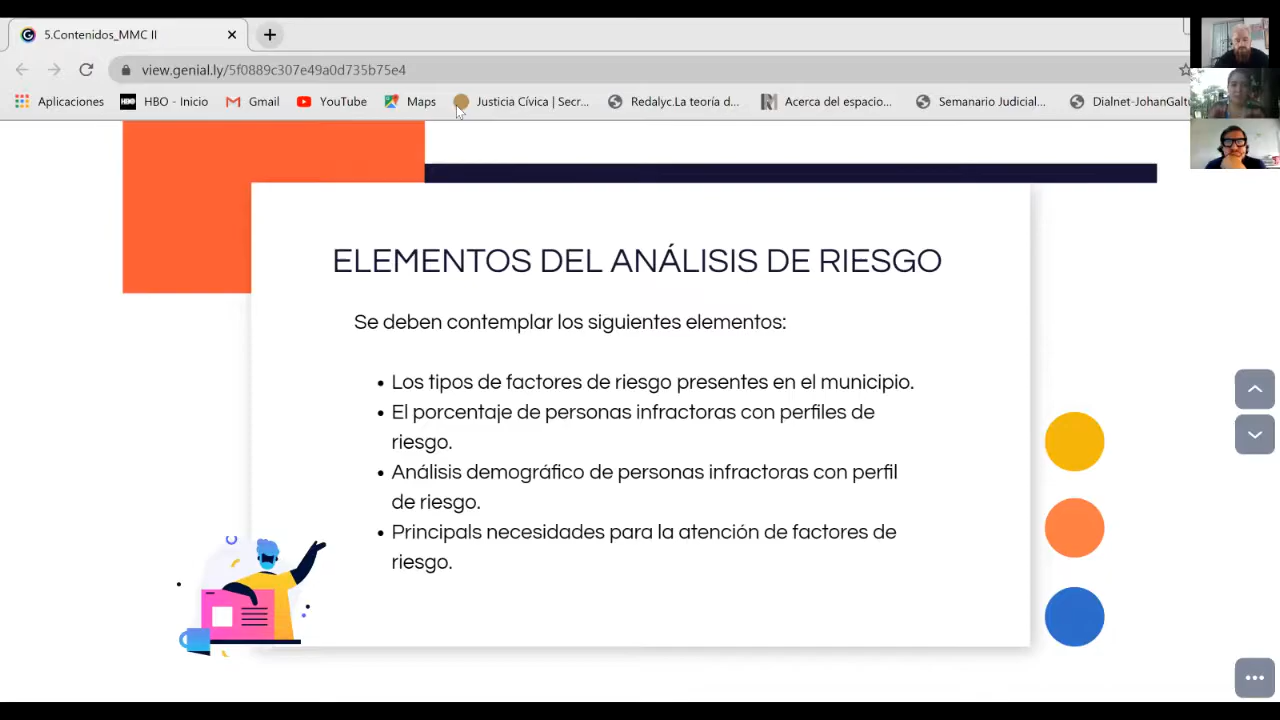 5.Contenidos_MMC II
view.genial.ly/5f0889c307e49a0d735b75e4
Aplicaciones HBO HBO - Inicio Gmail YouTube Maps Justicia Cívica | Secr... Redalyc.La teoría d... Acerca del espacio... Semanario Judicial... Dialnet-JohanGaltu
ELEMENTOS DEL ANÁLISIS DE RIESGO
Se deben contemplar los siguientes elementos:
• Los tipos de factores de riesgo presentes en el municipio.
• El porcentaje de personas infractoras con perfiles de
riesgo.
• Análisis demográfico de personas infractoras con perfil
de riesgo.
• Principals necesidades para la atención de factores de
riesgo.